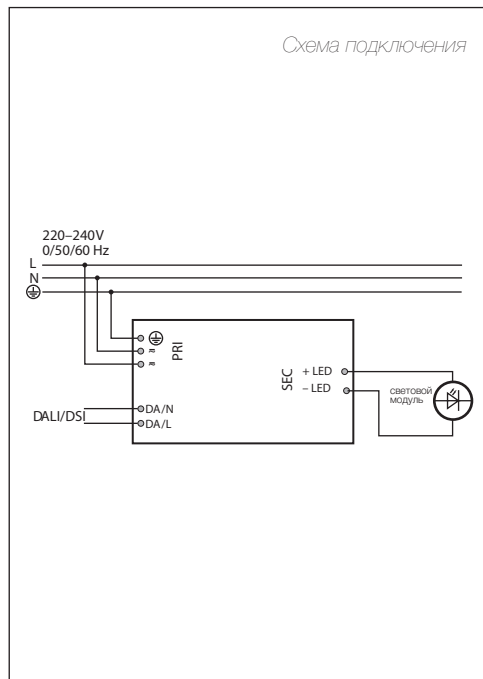 Схема подключения
220–240V
0/50/60 Hz
L
N
PRI
≈
≈
SEC
+ LED
– LED
световой
модуль
DALI/DSI
DA/N
DA/L